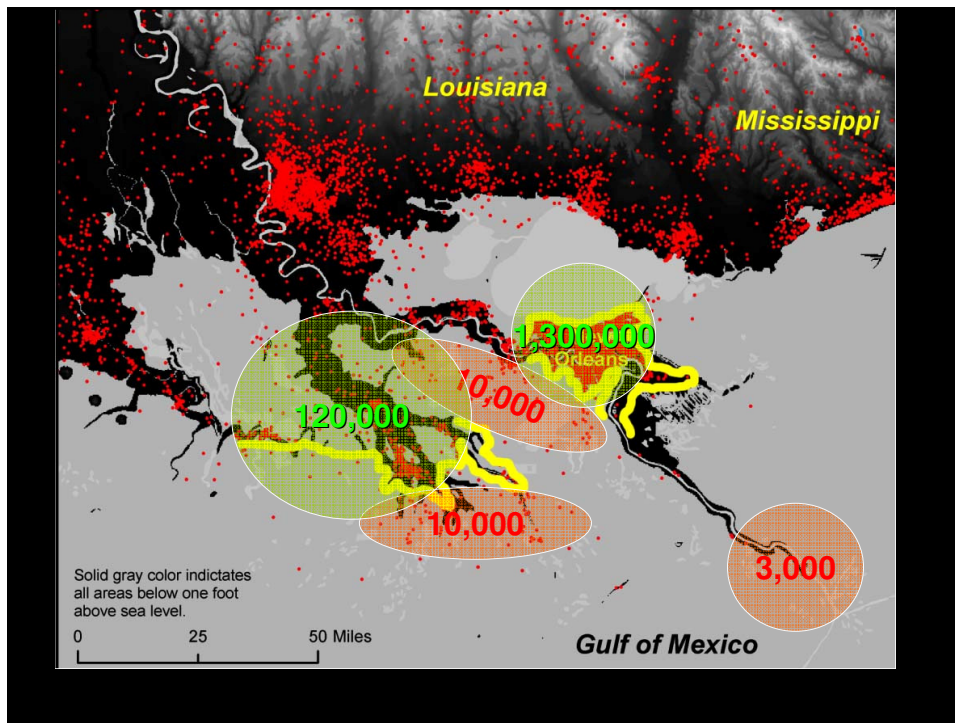 Louisiana
Mississippi
1,300,000
Orleans
10,000
120,000
10,000
3,000
Solid gray color indictates
all areas below one foot
above sea level.
0 25 50 Miles
Gulf of Mexico